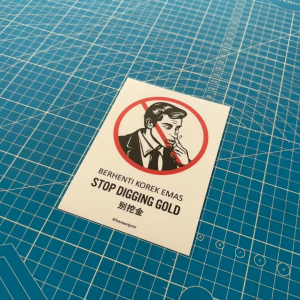 BERHENTI KOREK EMAS
STOP DIGGING GOLD
别挖金